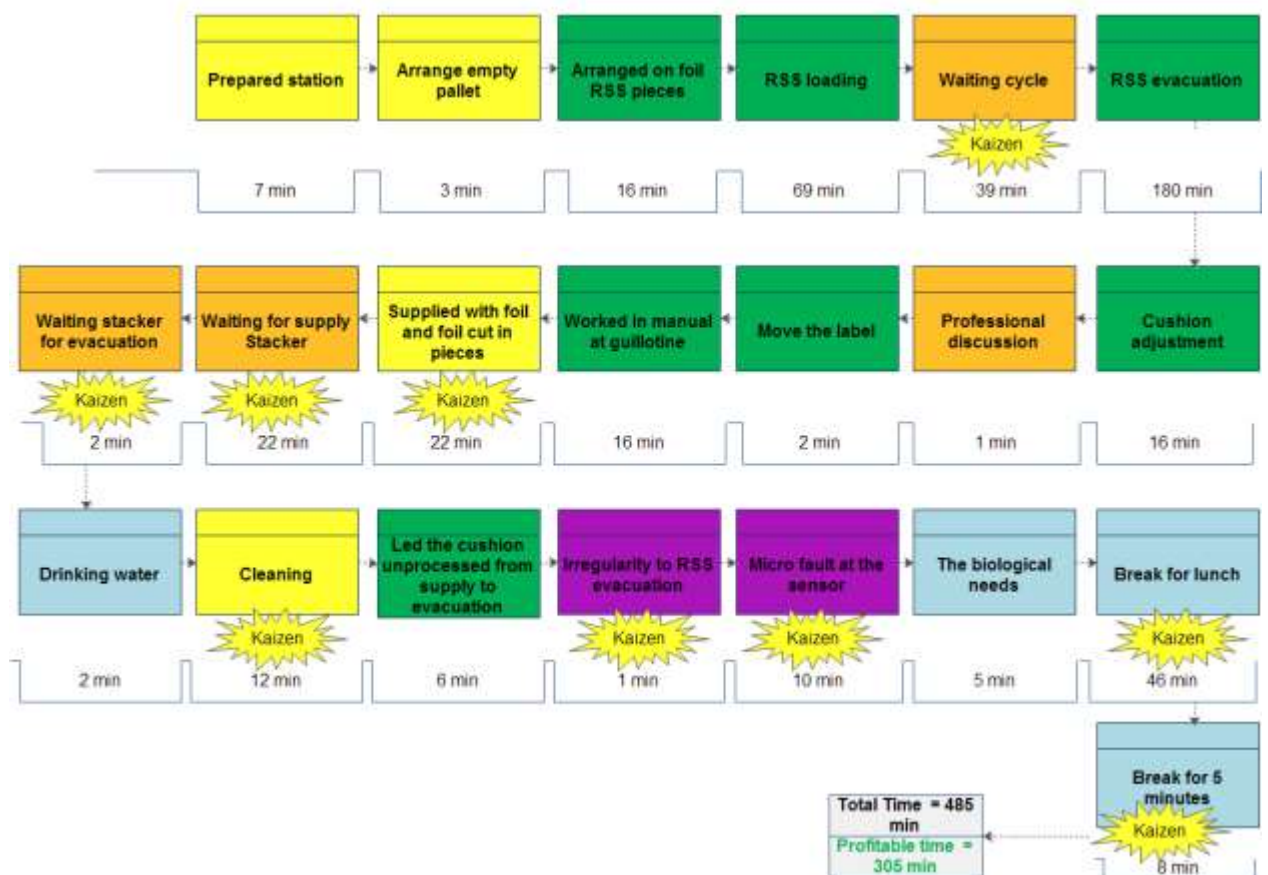 Prepared station
Arrange empty
pallet
Arranged on foil
RSS pieces
RSS loading
Waiting cycle
RSS evacuation
Kaizen
7 min
3 min
16 min
69 min
39 min
180 min
Waiting stacker
for evacuation
Waiting for supply
Stacker
Supplied with foil
and foil cut in
pieces
Worked in manual
at guillotine
Move the label
Professional
discussion
Cushion
adjustment
Kaizen
Kaizen
Kaizen
2 min
22 min
22 min
16 min
2 min
1 min
16 min
Drinking water
Cleaning
Led the cushion
unprocessed from
supply to
evacuation
Irregularity to RSS
evacuation
Micro fault at the
sensor
The biological
needs
Break for lunch
Kaizen
Kaizen
Kaizen
Kaizen
2 min
12 min
6 min
1 min
10 min
5 min
46 min
Break for 5
minutes
Kaizen
8 min
Total Time = 485
min
Profitable time =
305 min